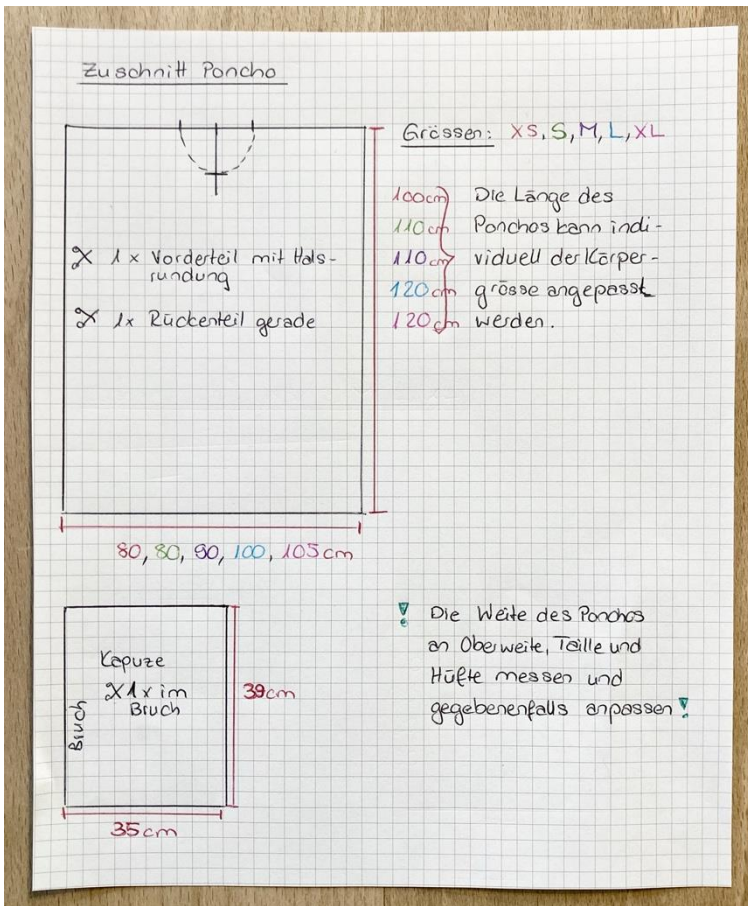 Zuschnitt Poncho
Grössen: XS, S, M, L, XL
100cm
110cm
110cm
120cm
120cm
Die Länge des
Ponchos kann indi-
viduell der Körper-
grösse angepasst
werden.
1x Vorderteil mit Hals-
rundung
1x Rückenteil gerade
80, 80, 90, 100, 105cm
Kapuze
1x im
Bruch
Bruch
39cm
35cm
! Die Weite des Ponchos
an Oberweite, Taille und
Hüfte messen und
gegebenenfalls anpassen!